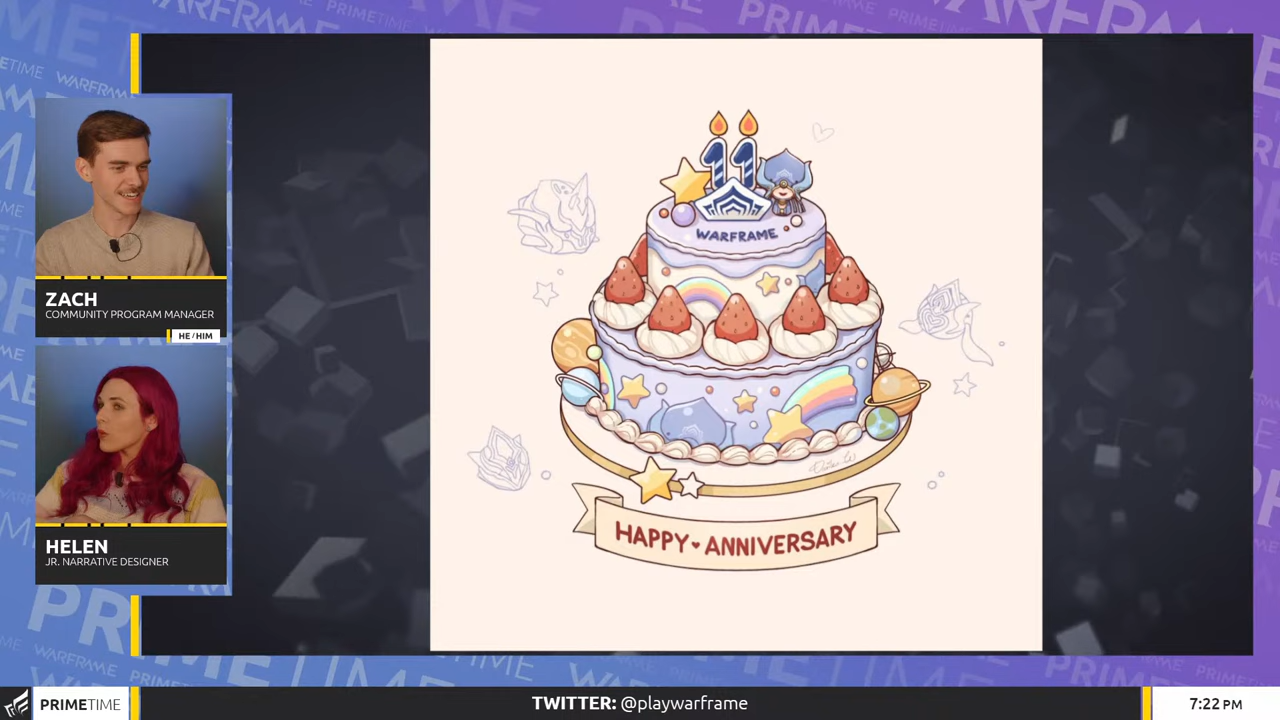 ZACH
COMMUNITY PROGRAM MANAGER
HE / HIM
HELEN
JR. NARRATIVE DESIGNER
11
WARFRAME
HAPPY ♥ ANNIVERSARY
PRIMETIME
TWITTER: @playwarframe
7:22 PM